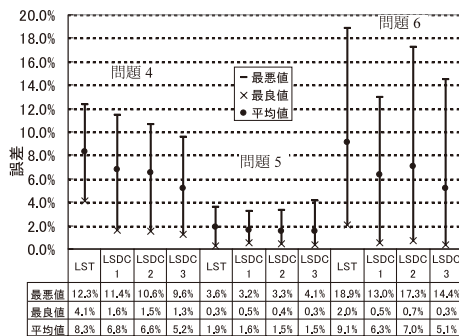 20.0%
18.0%
16.0%
14.0%
12.0%
10.0%
8.0%
6.0%
4.0%
2.0%
0.0%
誤差
問題 4
問題 5
問題 6
最悪値
最良値
平均値
LST LSDC 1 LSDC 2 LSDC 3 LST LSDC 1 LSDC 2 LSDC 3 LST LSDC 1 LSDC 2 LSDC 3
最悪値 12.3% 11.4% 10.6% 9.6% 3.6% 3.2% 3.3% 4.1% 18.9% 13.0% 17.3% 14.4%
最良値 4.1% 1.6% 1.5% 1.3% 0.3% 0.5% 0.4% 0.3% 2.0% 0.5% 0.7% 0.3%
平均値 8.3% 6.8% 6.6% 5.2% 1.9% 1.6% 1.5% 1.5% 9.1% 6.3% 7.0% 5.1%